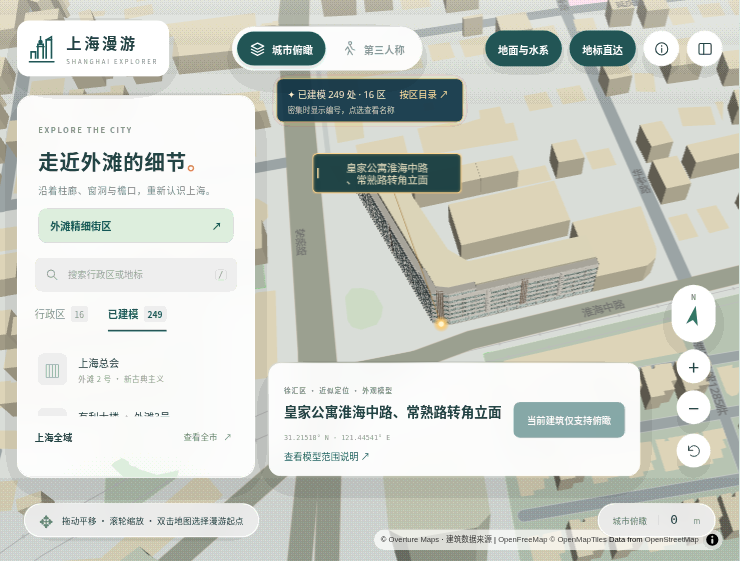 上海漫游
SHANGHAI EXPLORER
城市俯瞰
第三人称
地面与水系
地标直达
✦ 已建模 249 处 · 16 区 按区目录 ↗
密集时显示编号，点选查看名称
EXPLORE THE CITY
走近外滩的细节。
沿着柱廊、窗洞与檐口，重新认识上海。
外滩精细街区 ↗
搜索行政区或地标 /
行政区 16 已建模 249
上海总会
外滩 2 号 · 新古典主义
有利大楼 · 外滩3号
上海全域 查看全市 ↗
皇家公寓淮海中路
、常熟路转角立面
淮海中路
N
+
−
徐汇区 · 近似定位 · 外观模型
皇家公寓淮海中路、常熟路转角立面
31.21518° N · 121.44541° E
查看模型范围说明 ↗
当前建筑仅支持俯瞰
拖动平移 · 滚轮缩放 · 双击地图选择漫游起点
城市俯瞰 0 m
© Overture Maps · 建筑数据来源 | OpenFreeMap © OpenMapTiles Data from OpenStreetMap